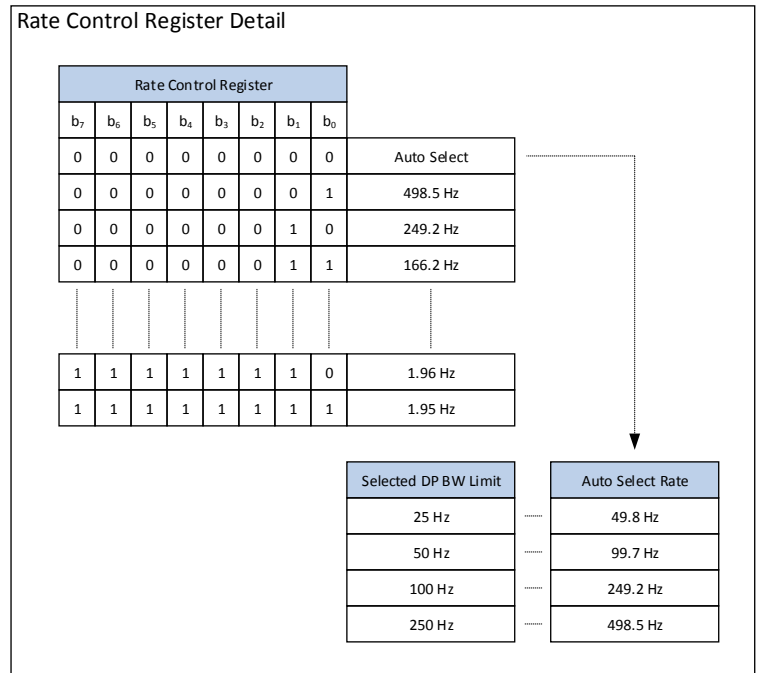 Rate Control Register Detail
Rate Control Register
b₇ b₆ b₅ b₄ b₃ b₂ b₁ b₀
0 0 0 0 0 0 0 0 Auto Select
0 0 0 0 0 0 0 1 498.5 Hz
0 0 0 0 0 0 1 0 249.2 Hz
0 0 0 0 0 0 1 1 166.2 Hz
1 1 1 1 1 1 1 0 1.96 Hz
1 1 1 1 1 1 1 1 1.95 Hz
Selected DP BW Limit Auto Select Rate
25 Hz 49.8 Hz
50 Hz 99.7 Hz
100 Hz 249.2 Hz
250 Hz 498.5 Hz